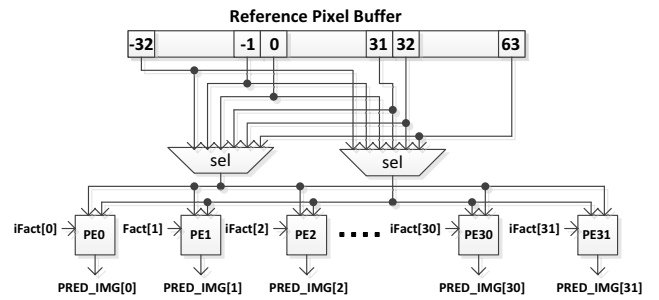 Reference Pixel Buffer
-32 -1 0 31 32 63
sel sel
iFact[0] PE0 Fact[1] PE1 iFact[2] PE2 iFact[30] PE30 iFact[31] PE31
PRED_IMG[0] PRED_IMG[1] PRED_IMG[2] PRED_IMG[30] PRED_IMG[31]